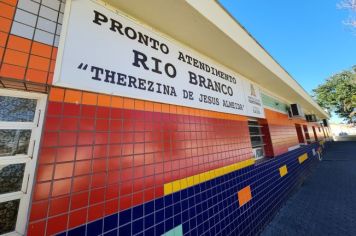 PRONTO ATENDIMENTO
RIO BRANCO
"THEREZINA DE JESUS ALMEIDA"